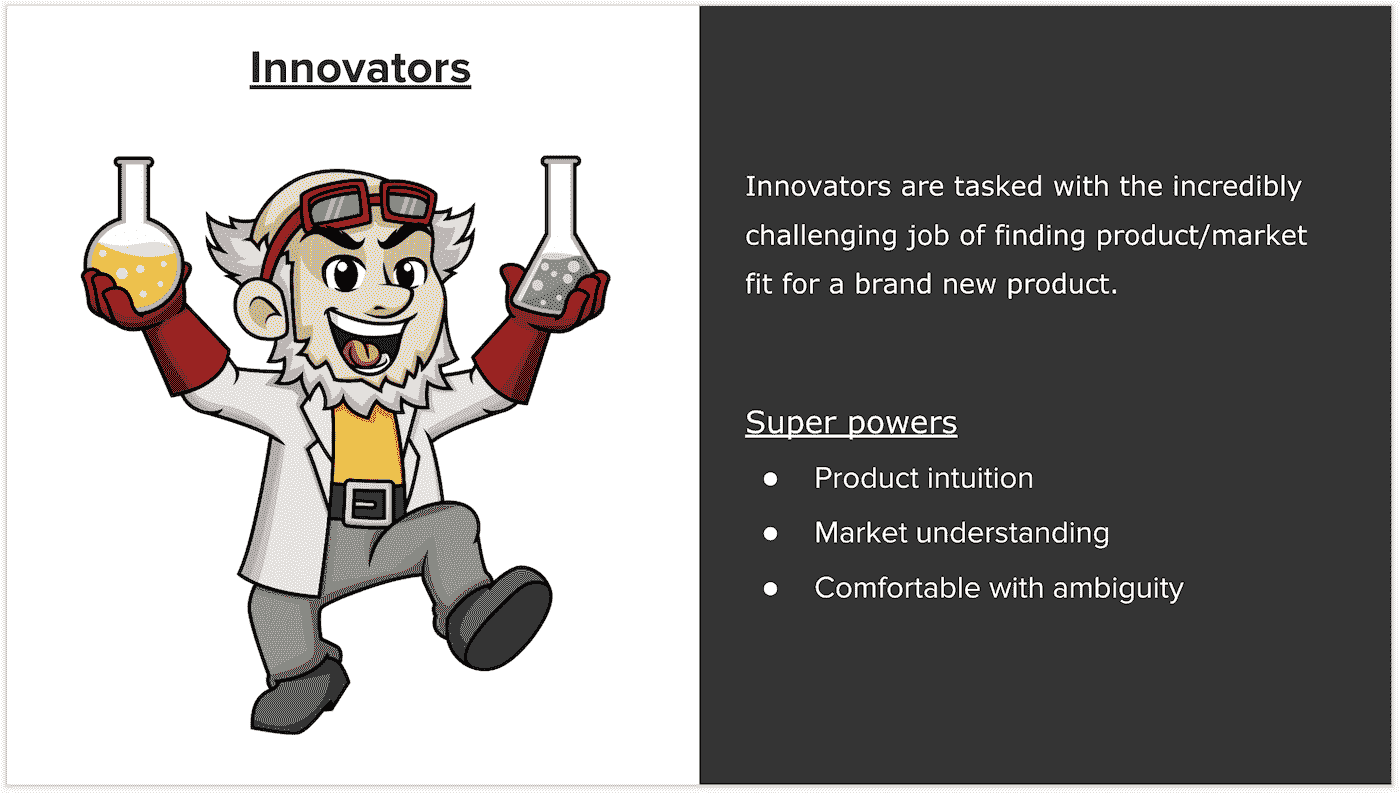 Innovators
Innovators are tasked with the incredibly
challenging job of finding product/market
fit for a brand new product.
Super powers
● Product intuition
● Market understanding
● Comfortable with ambiguity